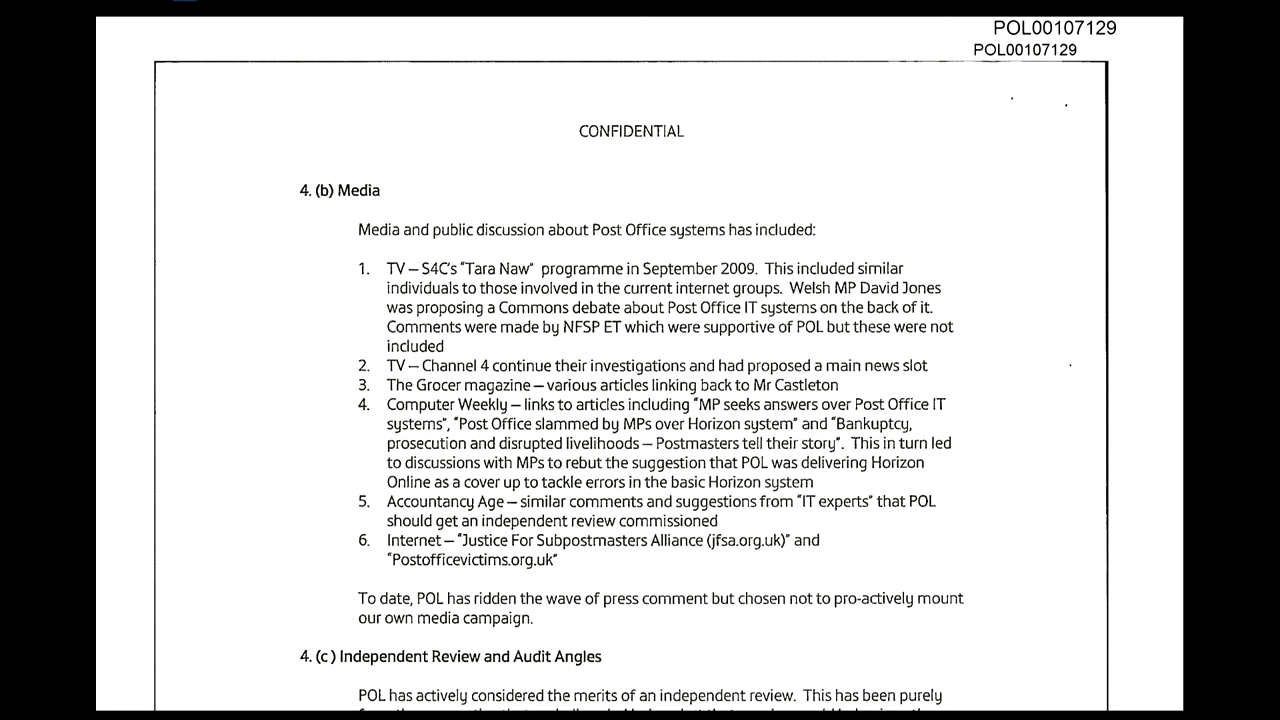 POL00107129
POL00107129
CONFIDENTIAL
4. (b) Media
Media and public discussion about Post Office systems has included:
1. TV – S4C's "Tara Naw" programme in September 2009. This included similar
individuals to those involved in the current internet groups. Welsh MP David Jones
was proposing a Commons debate about Post Office IT systems on the back of it.
Comments were made by NFSP ET which were supportive of POL but these were not
included
2. TV – Channel 4 continue their investigations and had proposed a main news slot
3. The Grocer magazine – various articles linking back to Mr Castleton
4. Computer Weekly – links to articles including "MP seeks answers over Post Office IT
systems", "Post Office slammed by MPs over Horizon system" and "Bankuptcy,
prosecution and disrupted livelihoods – Postmasters tell their story". This in turn led
to discussions with MPs to rebut the suggestion that POL was delivering Horizon
Online as a cover up to tackle errors in the basic Horizon system
5. Accountancy Age – similar comments and suggestions from "IT experts" that POL
should get an independent review commissioned
6. Internet – "Justice For Subpostmasters Alliance (jfsa.org.uk)" and
"Postofficevictims.org.uk"
To date, POL has ridden the wave of press comment but chosen not to pro-actively mount
our own media campaign.
4. (c ) Independent Review and Audit Angles
POL has actively considered the merits of an independent review. This has been purely